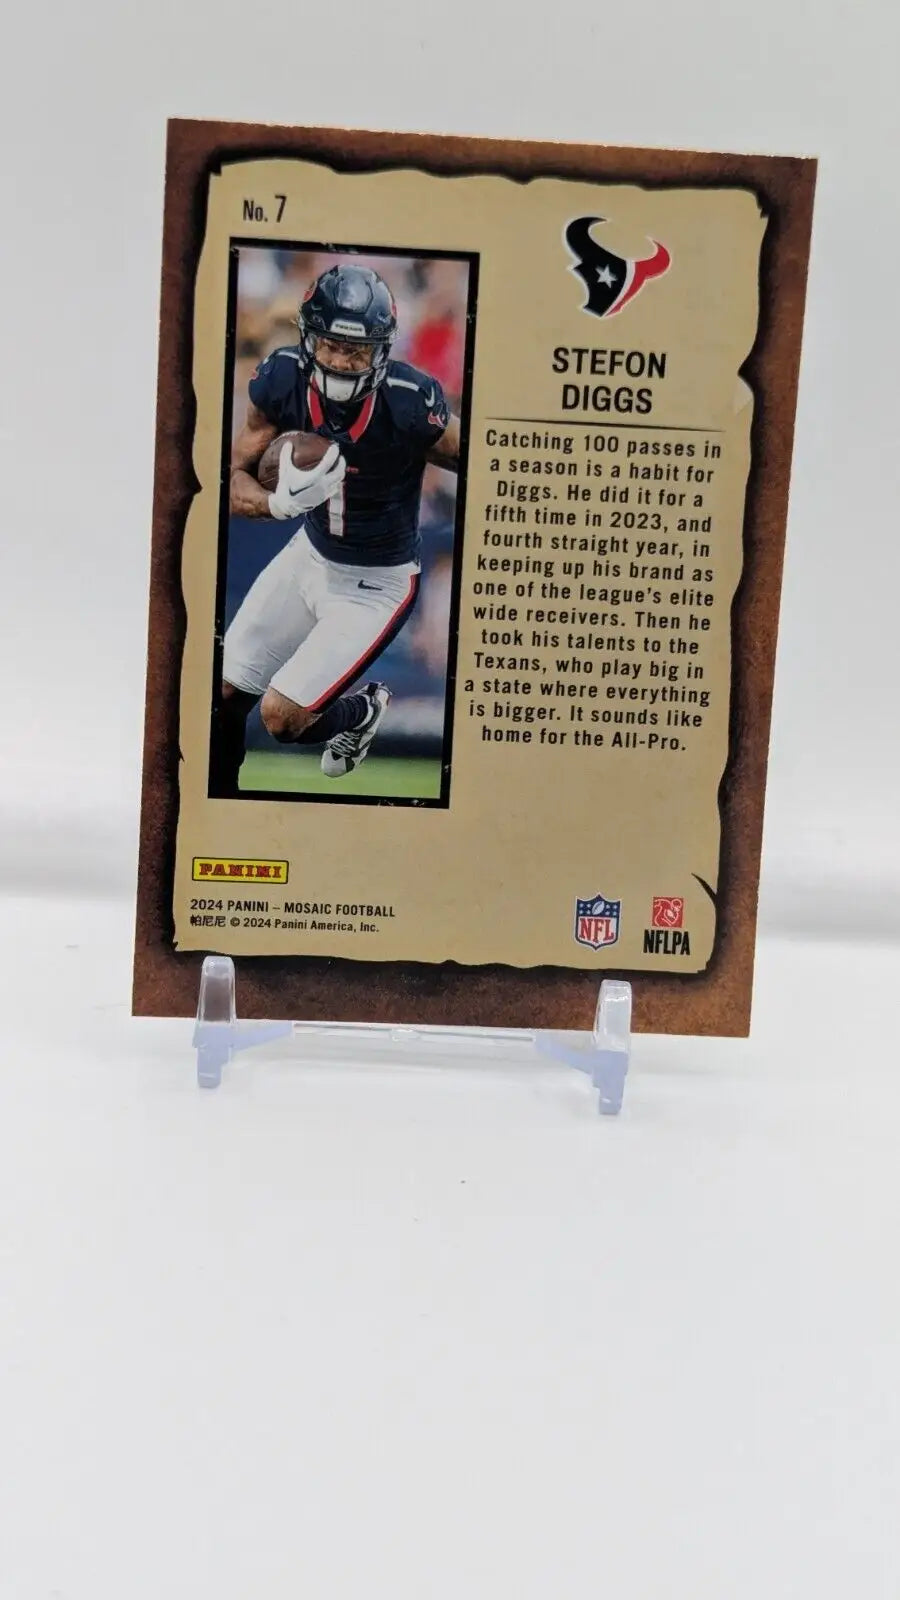 No. 7
STEFON
DIGGS
Catching 100 passes in
a season is a habit for
Diggs. He did it for a
fifth time in 2023, and
fourth straight year, in
keeping up his brand as
one of the league's elite
wide receivers. Then he
took his talents to the
Texans, who play big in
a state where everything
is bigger. It sounds like
home for the All-Pro.
1
1
TEXANS
PANINI
2024 PANINI – MOSAIC FOOTBALL
帕尼尼 © 2024 Panini America, Inc.
NFL
NFLPA